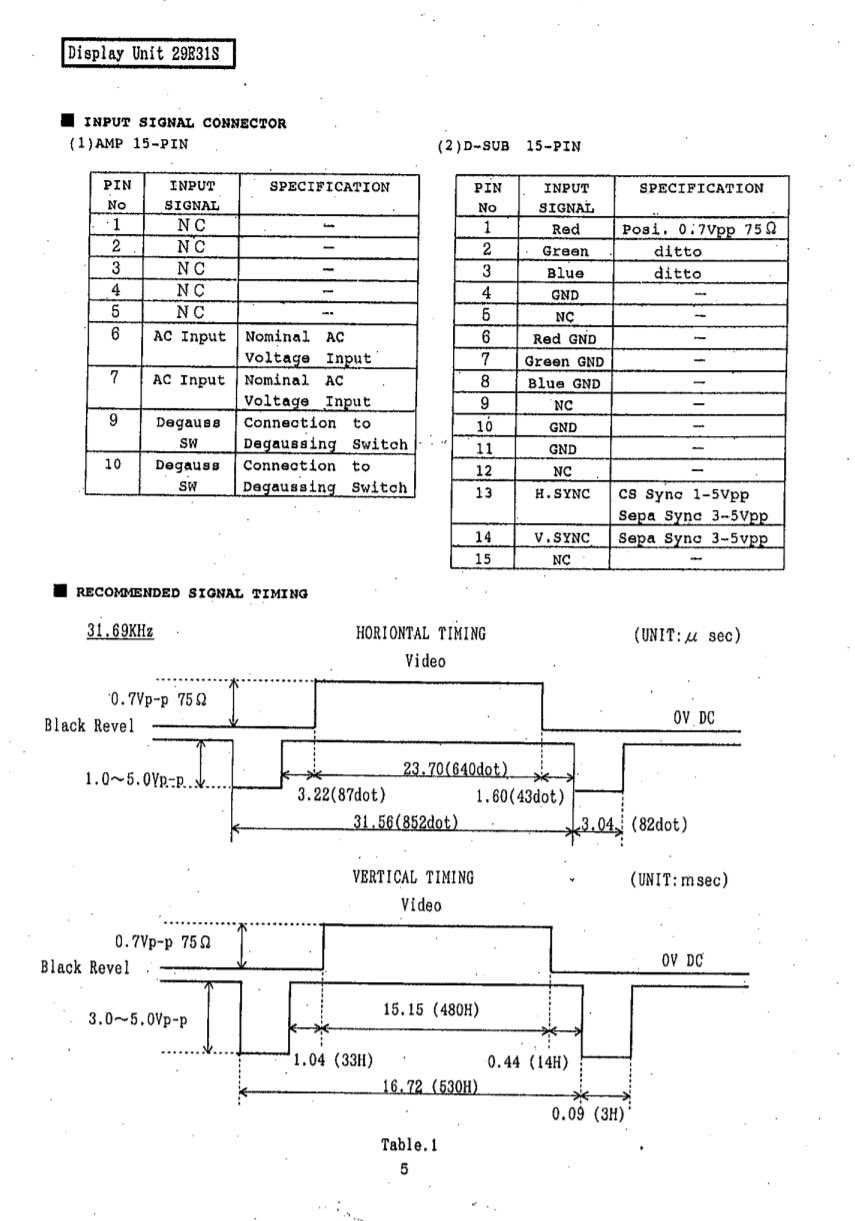 Display Unit 29E31S
■ INPUT SIGNAL CONNECTOR
(1)AMP 15-PIN
PIN No INPUT SIGNAL SPECIFICATION
1 NC —
2 NC —
3 NC —
4 NC —
5 NC —
6 AC Input Nominal AC Voltage Input
7 AC Input Nominal AC Voltage Input
9 Degauss SW Connection to Degaussing Switch
10 Degauss SW Connection to Degaussing Switch
(2)D-SUB 15-PIN
PIN No INPUT SIGNAL SPECIFICATION
1 Red Posi. 0.7Vpp 75Ω
2 Green ditto
3 Blue ditto
4 GND —
5 NC —
6 Red GND —
7 Green GND —
8 Blue GND —
9 NC —
10 GND —
11 GND —
12 NC —
13 H.SYNC CS Sync 1-5Vpp Sepa Sync 3-5Vpp
14 V.SYNC Sepa Sync 3-5vpp
15 NC —
■ RECOMMENDED SIGNAL TIMING
31.69KHz HORIONTAL TIMING (UNIT:μ sec)
Video
0.7Vp-p 75Ω
Black Revel 0V DC
1.0~5.0Vp-p
23.70(640dot)
3.22(87dot) 1.60(43dot)
31.56(852dot) 3.04 (82dot)
VERTICAL TIMING (UNIT:msec)
Video
0.7Vp-p 75Ω
Black Revel 0V DC
3.0~5.0Vp-p
15.15 (480H)
1.04 (33H) 0.44 (14H)
16.72 (530H)
0.09 (3H)
Table.1
5